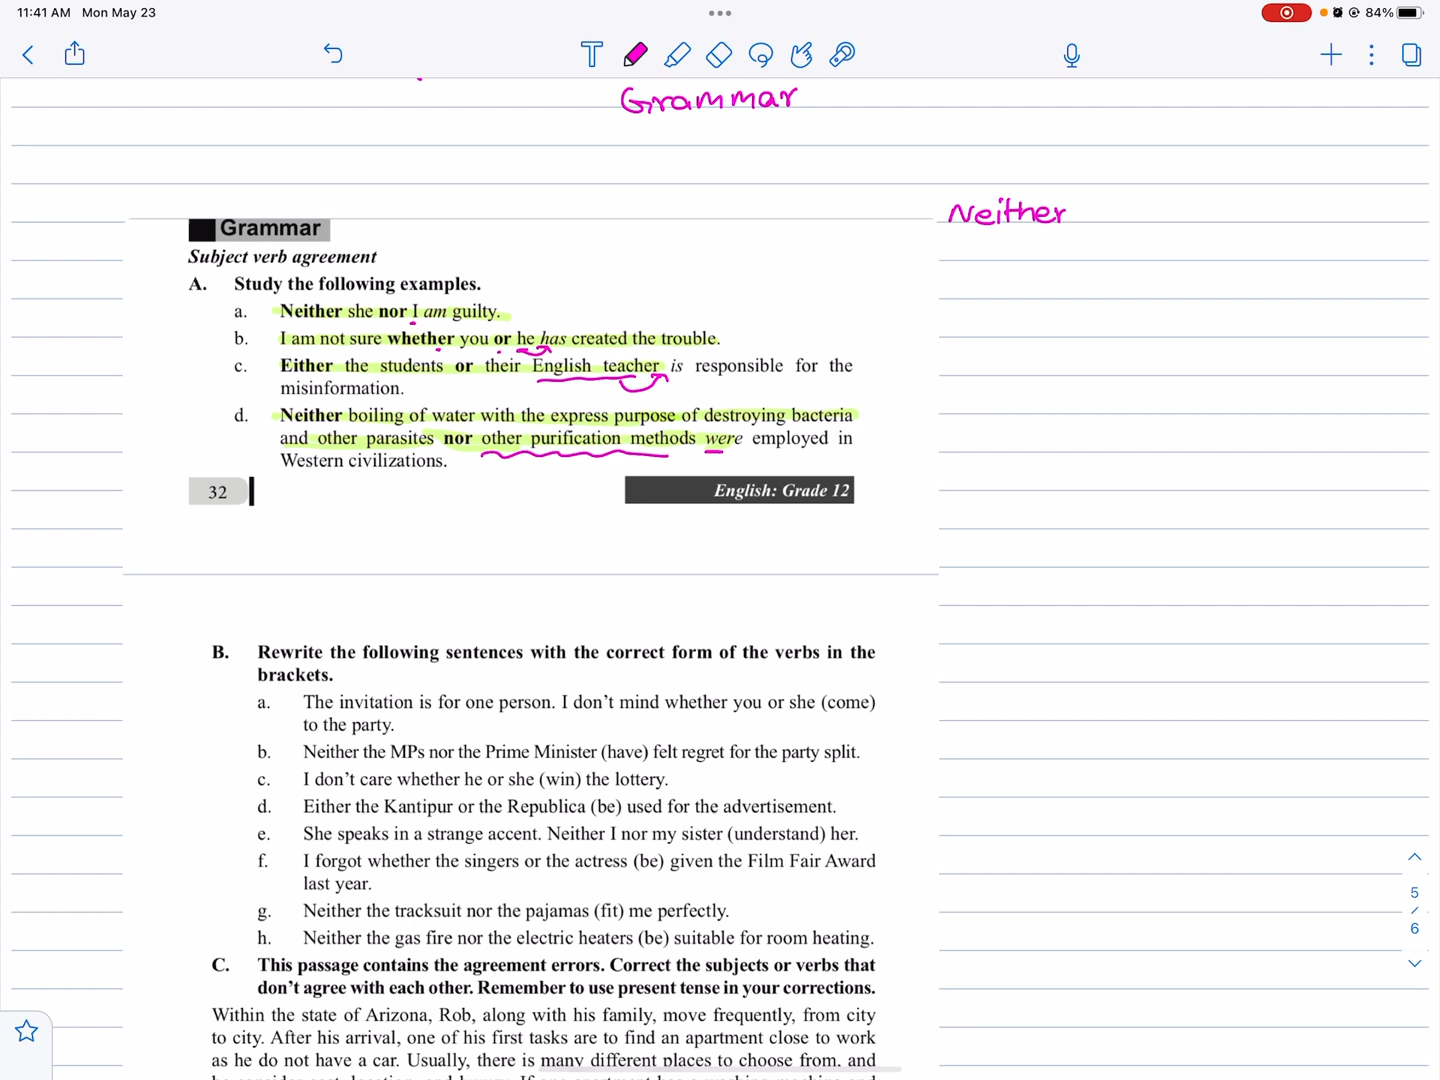 11:41 AM Mon May 23
84%
Grammar
Neither
Grammar
Subject verb agreement
A. Study the following examples.
a. Neither she nor I am guilty.
b. I am not sure whether you or he has created the trouble.
c. Either the students or their English teacher is responsible for the
misinformation.
d. Neither boiling of water with the express purpose of destroying bacteria
and other parasites nor other purification methods were employed in
Western civilizations.
32
English: Grade 12
B. Rewrite the following sentences with the correct form of the verbs in the
brackets.
a. The invitation is for one person. I don't mind whether you or she (come)
to the party.
b. Neither the MPs nor the Prime Minister (have) felt regret for the party split.
c. I don't care whether he or she (win) the lottery.
d. Either the Kantipur or the Republica (be) used for the advertisement.
e. She speaks in a strange accent. Neither I nor my sister (understand) her.
f. I forgot whether the singers or the actress (be) given the Film Fair Award
last year.
g. Neither the tracksuit nor the pajamas (fit) me perfectly.
h. Neither the gas fire nor the electric heaters (be) suitable for room heating.
5
/
6
C. This passage contains the agreement errors. Correct the subjects or verbs that
don't agree with each other. Remember to use present tense in your corrections.
Within the state of Arizona, Rob, along with his family, move frequently, from city
to city. After his arrival, one of his first tasks are to find an apartment close to work
as he do not have a car. Usually, there is many different places to choose from, and